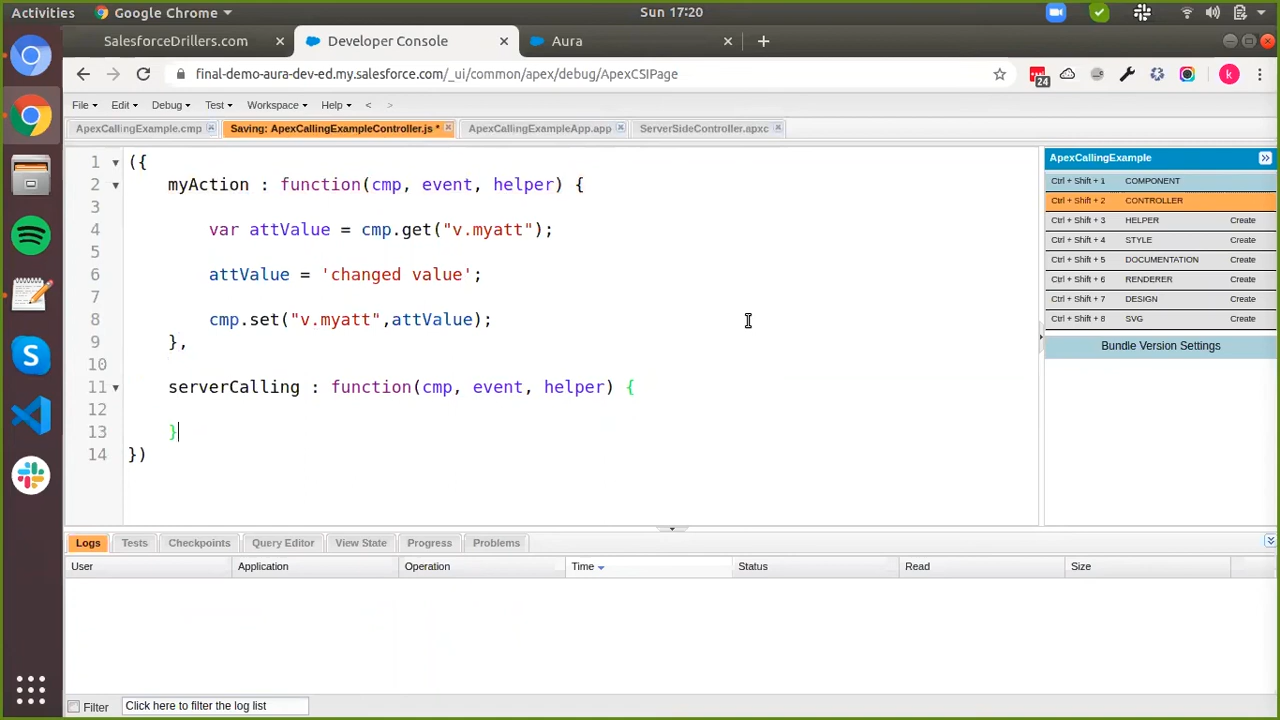 Activities Google Chrome Sun 17:20
SalesforceDrillers.com Developer Console Aura
final-demo-aura-dev-ed.my.salesforce.com/_ui/common/apex/debug/ApexCSIPage
24 k
File Edit Debug Test Workspace Help < >
ApexCallingExample.cmp Saving: ApexCallingExampleController.js * ApexCallingExampleApp.app ServerSideController.apxc
1 ({
2 myAction : function(cmp, event, helper) {
3
4 var attValue = cmp.get("v.myatt");
5
6 attValue = 'changed value';
7
8 cmp.set("v.myatt",attValue);
9 },
10
11 serverCalling : function(cmp, event, helper) {
12
13 }
14 })
ApexCallingExample
Ctrl + Shift + 1 COMPONENT
Ctrl + Shift + 2 CONTROLLER
Ctrl + Shift + 3 HELPER Create
Ctrl + Shift + 4 STYLE Create
Ctrl + Shift + 5 DOCUMENTATION Create
Ctrl + Shift + 6 RENDERER Create
Ctrl + Shift + 7 DESIGN Create
Ctrl + Shift + 8 SVG Create
Bundle Version Settings
Logs Tests Checkpoints Query Editor View State Progress Problems
User Application Operation Time Status Read Size
Filter Click here to filter the log list